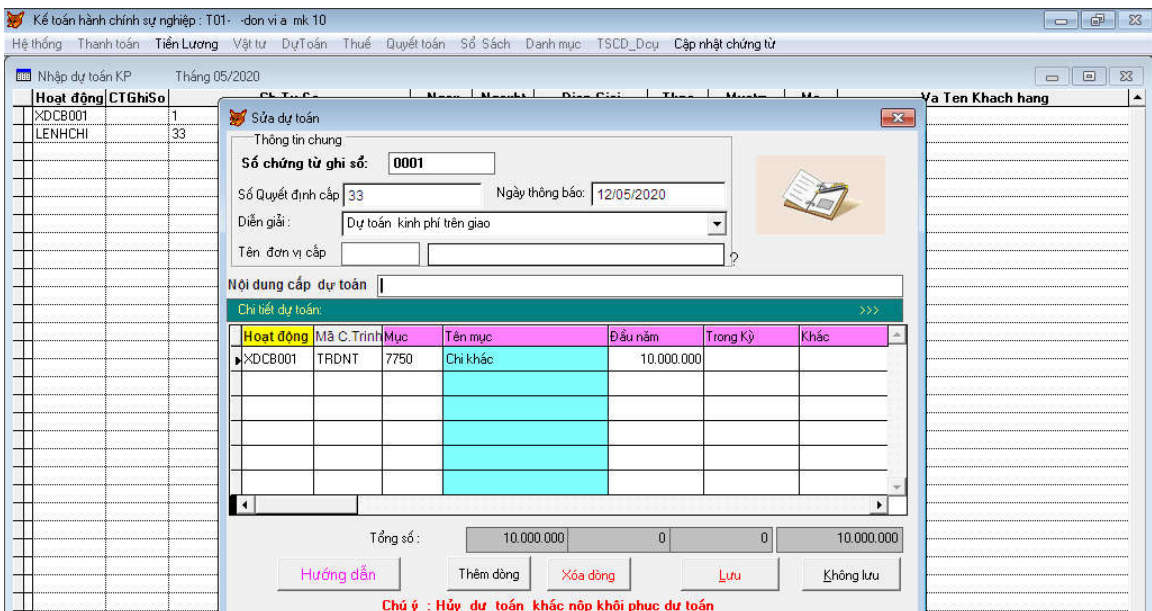 Kế toán hành chính sự nghiệp : T01- -don vi a mk 10
Hệ thống Thanh toán Tiền Lương Vật tư DựToán Thuế Quyết toán Sổ Sách Danh mục TSCD_Dcụ Cập nhật chứng từ
Nhập dự toán KP Tháng 05/2020
Hoạt động CTGhiSo Va Ten Khach hang
XDCB001 1
LENHCHI 33
Sửa dự toán
Thông tin chung
Số chứng từ ghi sổ: 0001
Số Quyết định cấp 33 Ngày thông báo: 12/05/2020
Diễn giải : Dự toán kinh phí trên giao
Tên đơn vị cấp ?
Nội dung cấp dự toán
Chi tiết dự toán: >>>
Hoạt động Mã C.Trình Mục Tên mục Đầu năm Trong Kỳ Khác
XDCB001 TRDNT 7750 Chi khác 10.000.000
Tổng số : 10.000.000 0 0 10.000.000
Hướng dẫn Thêm dòng Xóa dòng Lưu Không lưu
Chú ý : Hủy dự toán khác nộp khôi phục dự toán